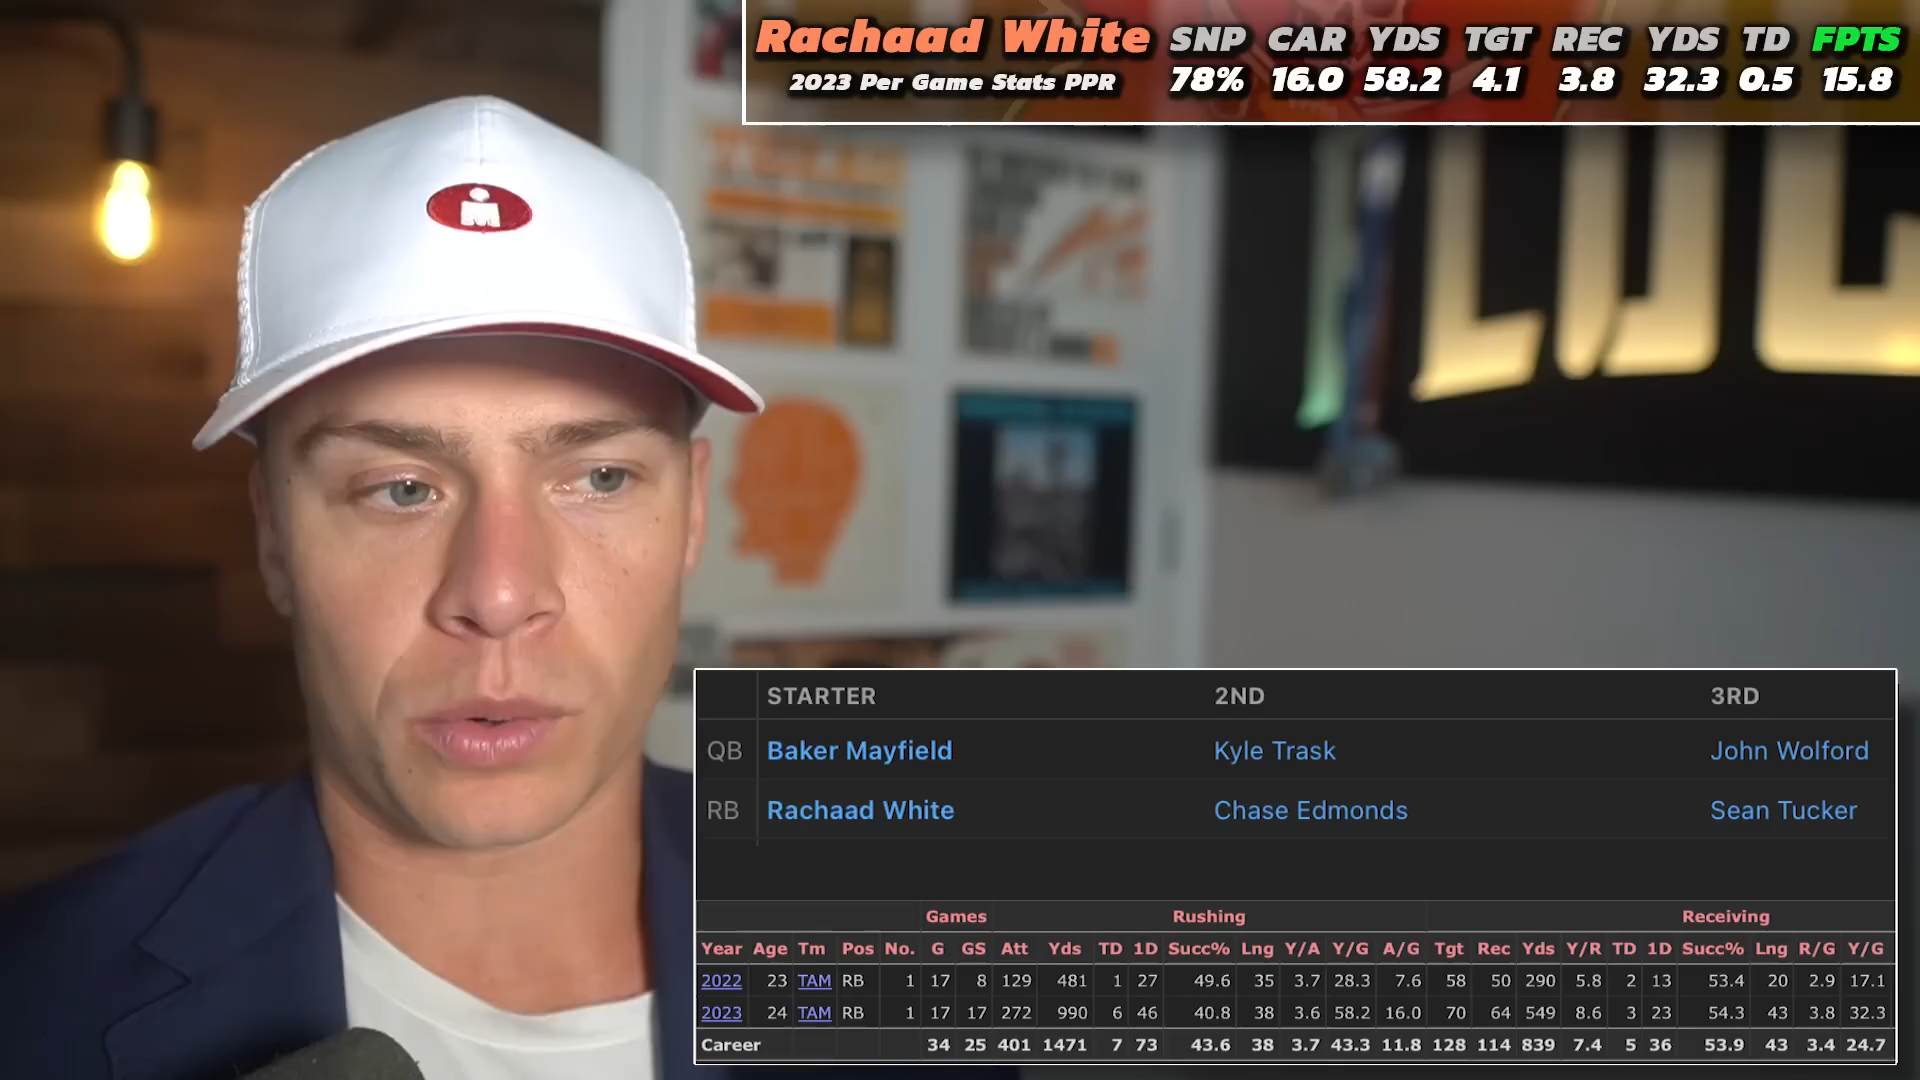 Rachaad White SNP CAR YDS TGT REC YDS TD FPTS
2023 Per Game Stats PPR 78% 16.0 58.2 4.1 3.8 32.3 0.5 15.8
STARTER 2ND 3RD
QB Baker Mayfield Kyle Trask John Wolford
RB Rachaad White Chase Edmonds Sean Tucker
Games Rushing Receiving
Year Age Tm Pos No. G GS Att Yds TD 1D Succ% Lng Y/A Y/G A/G Tgt Rec Yds Y/R TD 1D Succ% Lng R/G Y/G
2022 23 TAM RB 1 17 8 129 481 1 27 49.6 35 3.7 28.3 7.6 58 50 290 5.8 2 13 53.4 20 2.9 17.1
2023 24 TAM RB 1 17 17 272 990 6 46 40.8 38 3.6 58.2 16.0 70 64 549 8.6 3 23 54.3 43 3.8 32.3
Career 34 25 401 1471 7 73 43.6 38 3.7 43.3 11.8 128 114 839 7.4 5 36 53.9 43 3.4 24.7